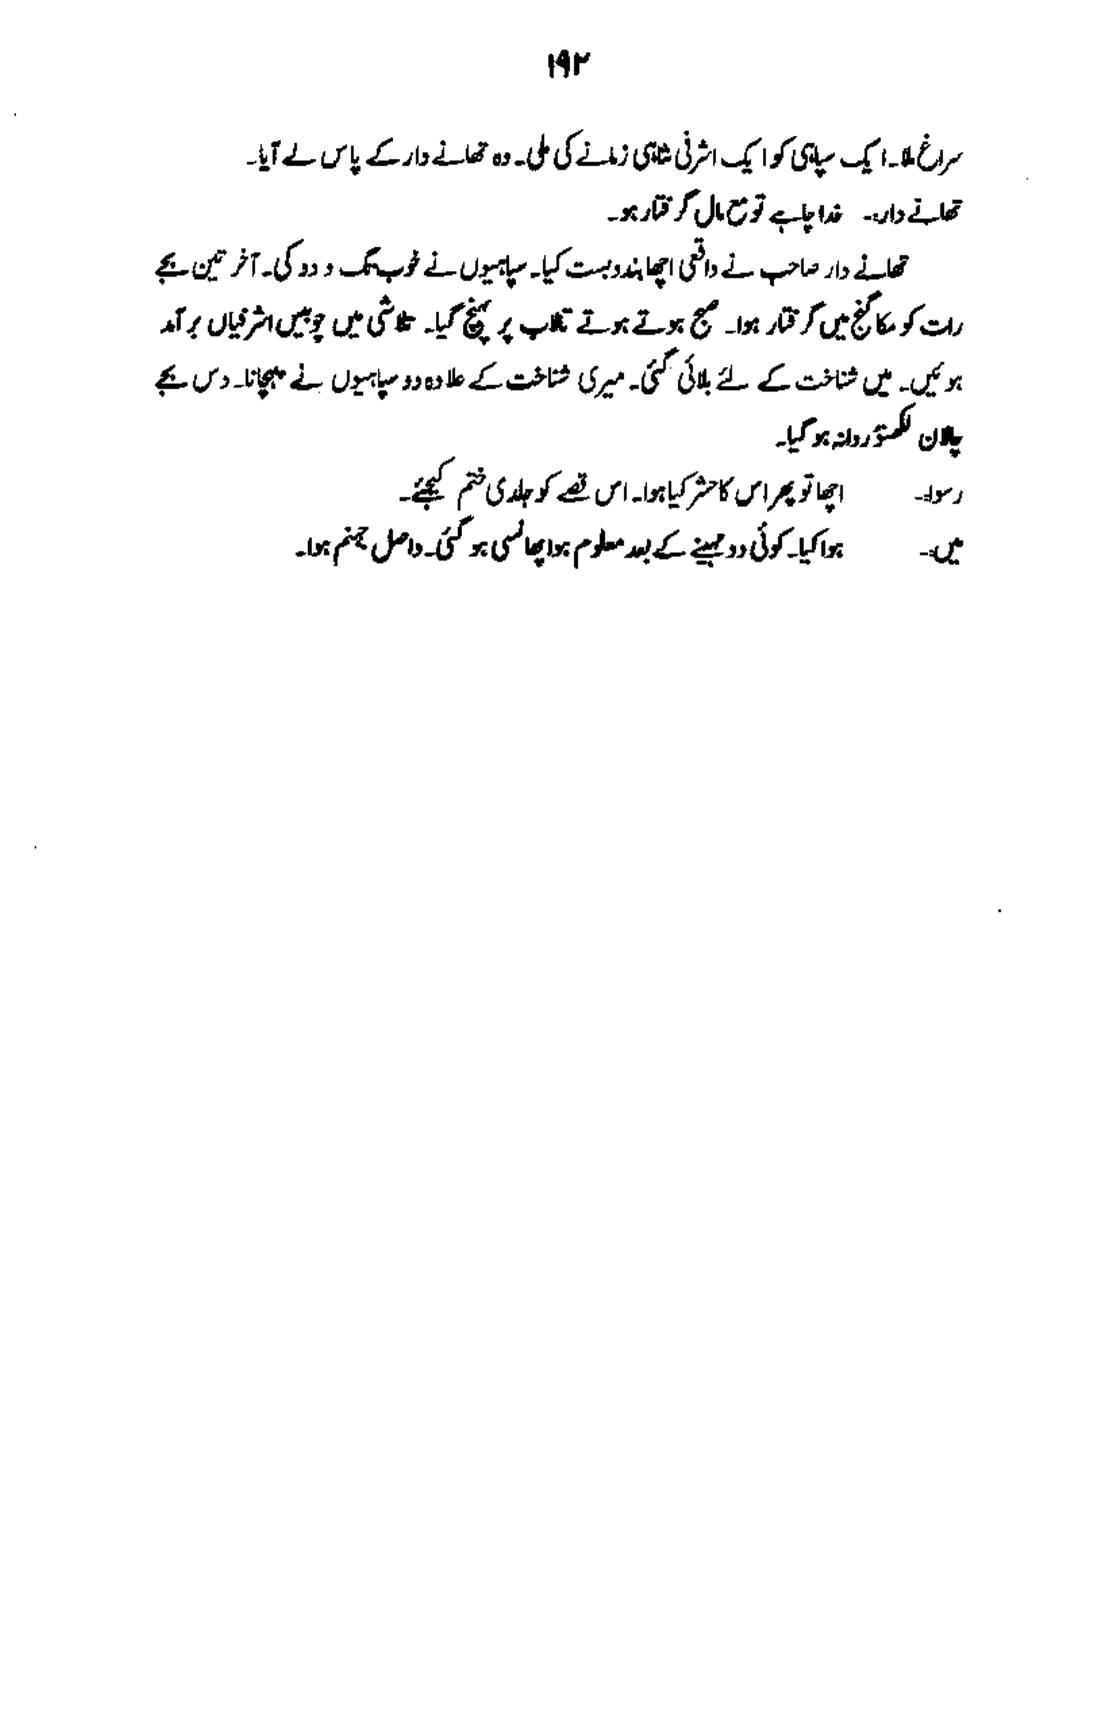 ۱۹۲
سراغ ملا۔ ایک سپاہی کو ایک اشرفی شاہی زمانے کی ملی۔ وہ تھانے دار کے پاس لے آیا۔
تھانے دار:۔ خدا چاہے تو مع مال گرفتار ہو۔
تھانے دار صاحب نے واقعی اچھا بندوبست کیا۔ سپاہیوں نے خوب تگ و دو کی۔ آخر تین بجے
رات کو مکا گنج میں گرفتار ہوا۔ صبح ہوتے ہوتے تالاب پر پہنچ گیا۔ تلاشی میں چوبیس اشرفیاں برآمد
ہوئیں۔ میں شناخت کے لئے بلائی گئی۔ میری شناخت کے علاوہ دو سپاہیوں نے پہچانا۔ دس بجے
چالان لکھنؤ روانہ ہو گیا۔
رسوا:۔ اچھا تو پھر اس کا حشر کیا ہوا۔ اس قصے کو جلدی ختم کیجئے۔
میں:۔ ہوا کیا۔ کوئی دو مہینے کے بعد معلوم ہوا پھانسی ہو گئی۔ واصل جہنم ہوا۔